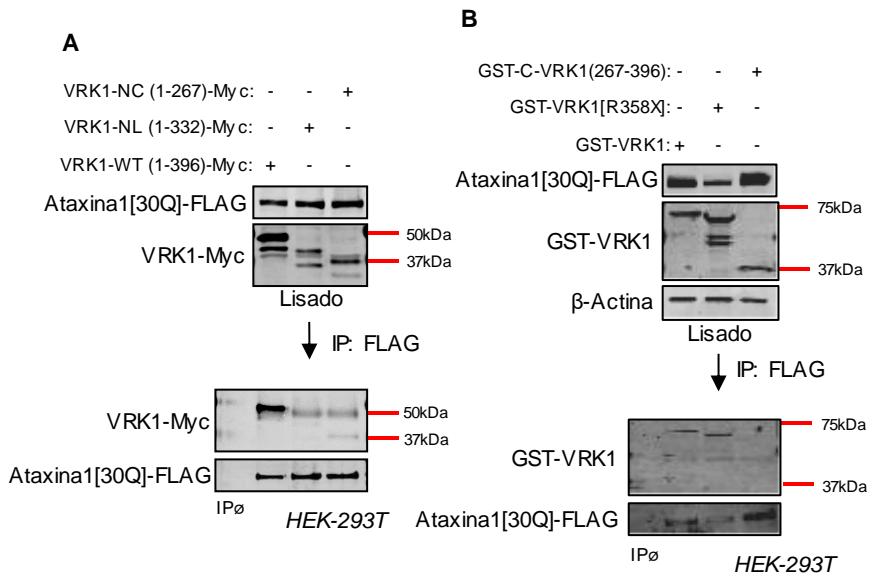 A
VRK1-NC (1-267)-Myc: - - +
VRK1-NL (1-332)-Myc: - + -
VRK1-WT (1-396)-Myc: + - -
Ataxina1[30Q]-FLAG
VRK1-Myc
50kDa
37kDa
Lisado
IP: FLAG
VRK1-Myc
50kDa
37kDa
Ataxina1[30Q]-FLAG
IPø
HEK-293T
B
GST-C-VRK1(267-396): - - +
GST-VRK1[R358X]: - + -
GST-VRK1: + - -
Ataxina1[30Q]-FLAG
GST-VRK1
75kDa
37kDa
β-Actina
Lisado
IP: FLAG
GST-VRK1
75kDa
37kDa
Ataxina1[30Q]-FLAG
IPø
HEK-293T